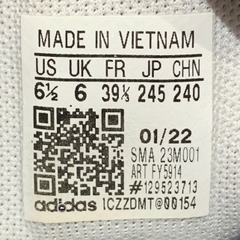 MADE IN VIETNAM
US UK FR JP CHN
6½ 6 39⅓ 245 240
01/22
SMA 23M001
ART FY5914
#129523713
adidas 1CZZDMT@00154